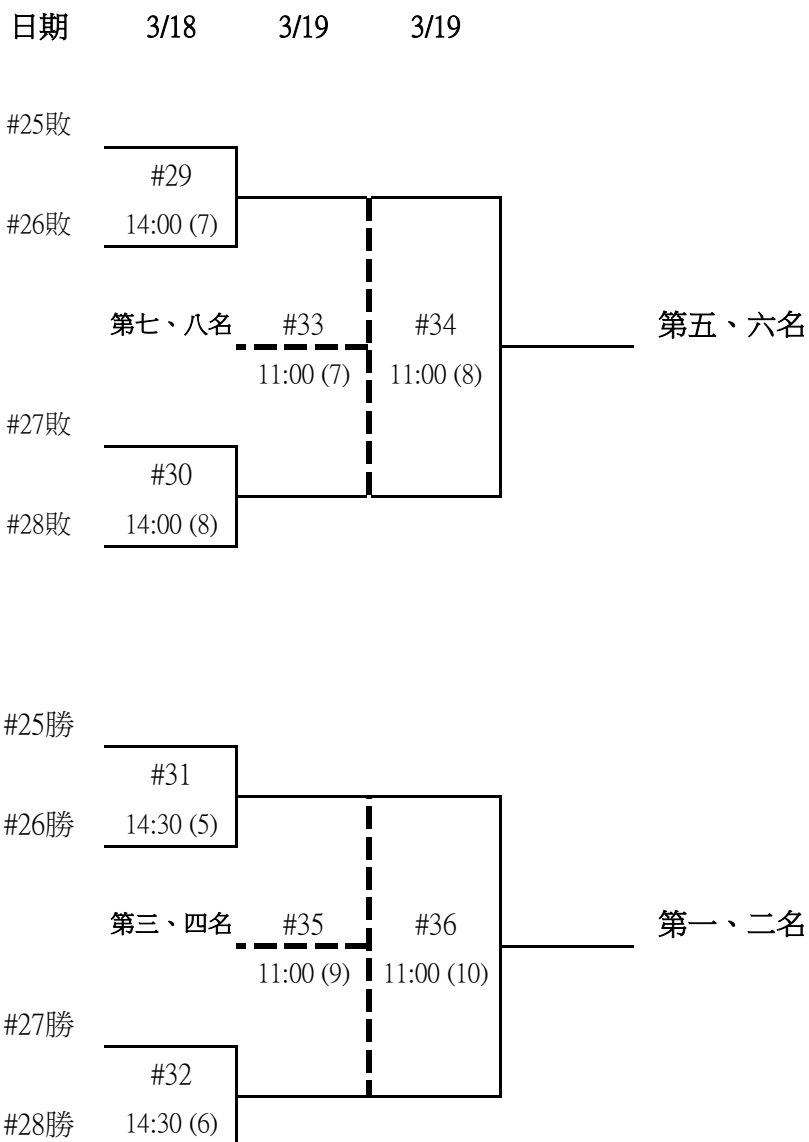 日期 3/18 3/19 3/19
#25敗
#29
#26敗 14:00 (7)
第七、八名 #33 #34 第五、六名
11:00 (7) 11:00 (8)
#27敗
#30
#28敗 14:00 (8)
#25勝
#31
#26勝 14:30 (5)
第三、四名 #35 #36 第一、二名
11:00 (9) 11:00 (10)
#27勝
#32
#28勝 14:30 (6)